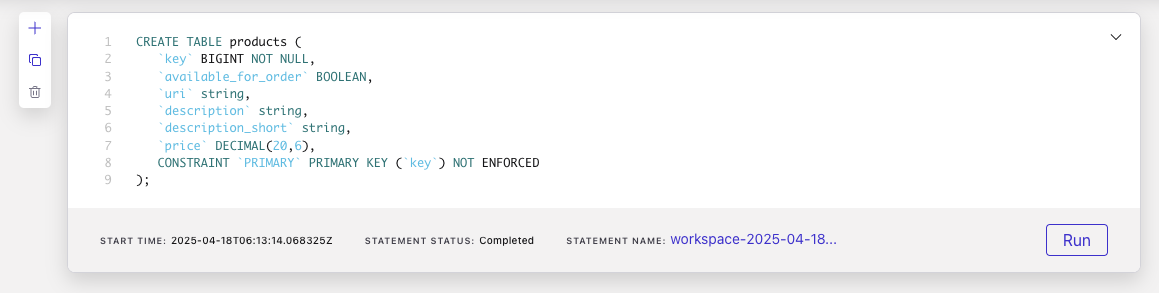 1 CREATE TABLE products (
2 `key` BIGINT NOT NULL,
3 `available_for_order` BOOLEAN,
4 `uri` string,
5 `description` string,
6 `description_short` string,
7 `price` DECIMAL(20,6),
8 CONSTRAINT `PRIMARY` PRIMARY KEY (`key`) NOT ENFORCED
9 );
START TIME: 2025-04-18T06:13:14.068325Z STATEMENT STATUS: Completed STATEMENT NAME: workspace-2025-04-18... Run